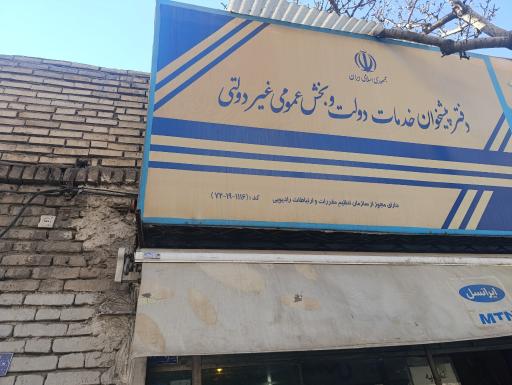 جمهوری اسلامی ایران
دفتر پیشخوان خدمات دولت و بخش عمومی غیر دولتی
دارای مجوز از سازمان تنظیم مقررات و ارتباطات رادیویی کد: (۱۱۱۶-۱۹-۷۲)
ایرانسل
MTN